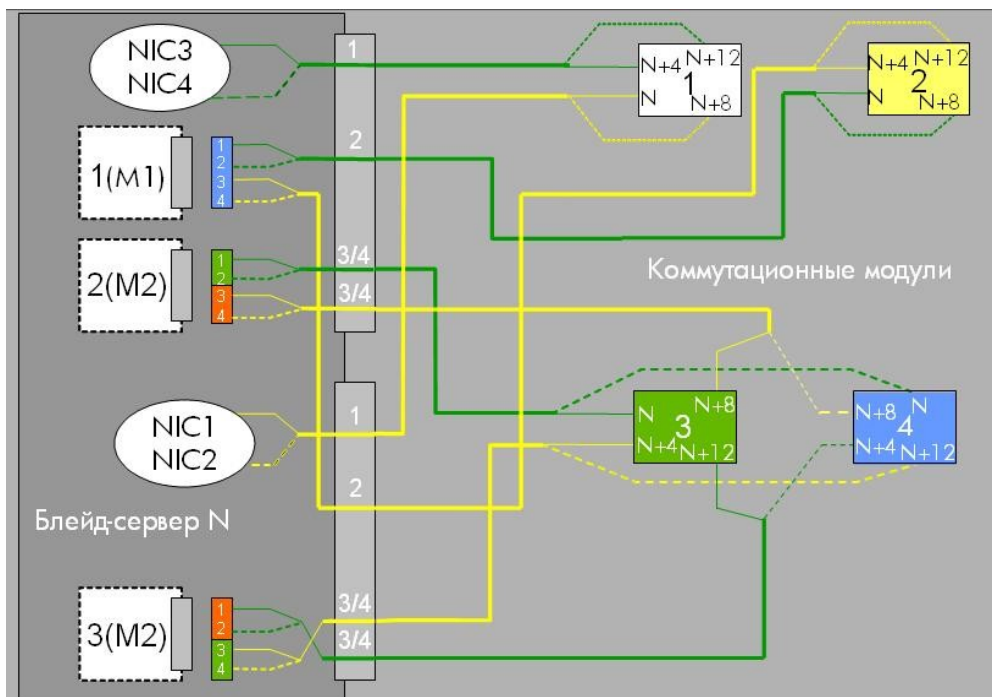 NIC3
NIC4
1
N+4
N+12
1
N
N+8
N+4
N+12
2
N
N+8
1(M1)
1
2
3
4
2
2(M2)
1
2
3
4
3/4
3/4
Коммутационные модули
NIC1
NIC2
1
2
N
N+8
3
N+4
N+12
N+8
N
4
N+4
N+12
Блейд-сервер N
3(M2)
1
2
3
4
3/4
3/4